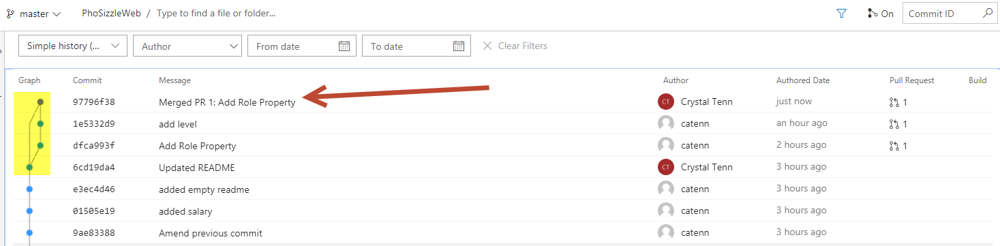 master PhoSizzleWeb / Type to find a file or folder... On Commit ID
Simple history (... Author From date To date Clear Filters
Graph Commit Message Author Authored Date Pull Request Build
97796f38 Merged PR 1: Add Role Property CT Crystal Tenn just now 1
1e5332d9 add level catenn an hour ago 1
dfca993f Add Role Property catenn 2 hours ago 1
6cd19da4 Updated README CT Crystal Tenn 3 hours ago
e3ec4d46 added empty readme catenn 3 hours ago
01505e19 added salary catenn 3 hours ago
9ae83388 Amend previous commit catenn 3 hours ago